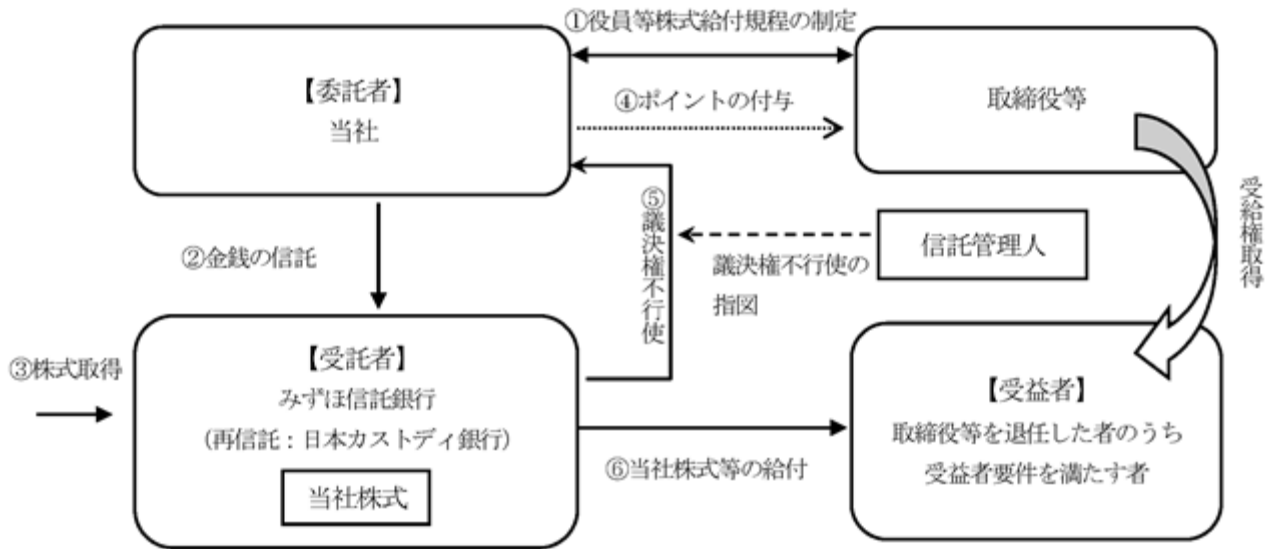 ①役員等株式給付規程の制定
【委託者】
当社
取締役等
④ポイントの付与
②金銭の信託
⑤議決権不行使
信託管理人
議決権不行使の
指図
受給権取得
③株式取得
【受託者】
みずほ信託銀行
(再信託:日本カストディ銀行)
当社株式
⑥当社株式等の給付
【受益者】
取締役等を退任した者のうち
受益者要件を満たす者